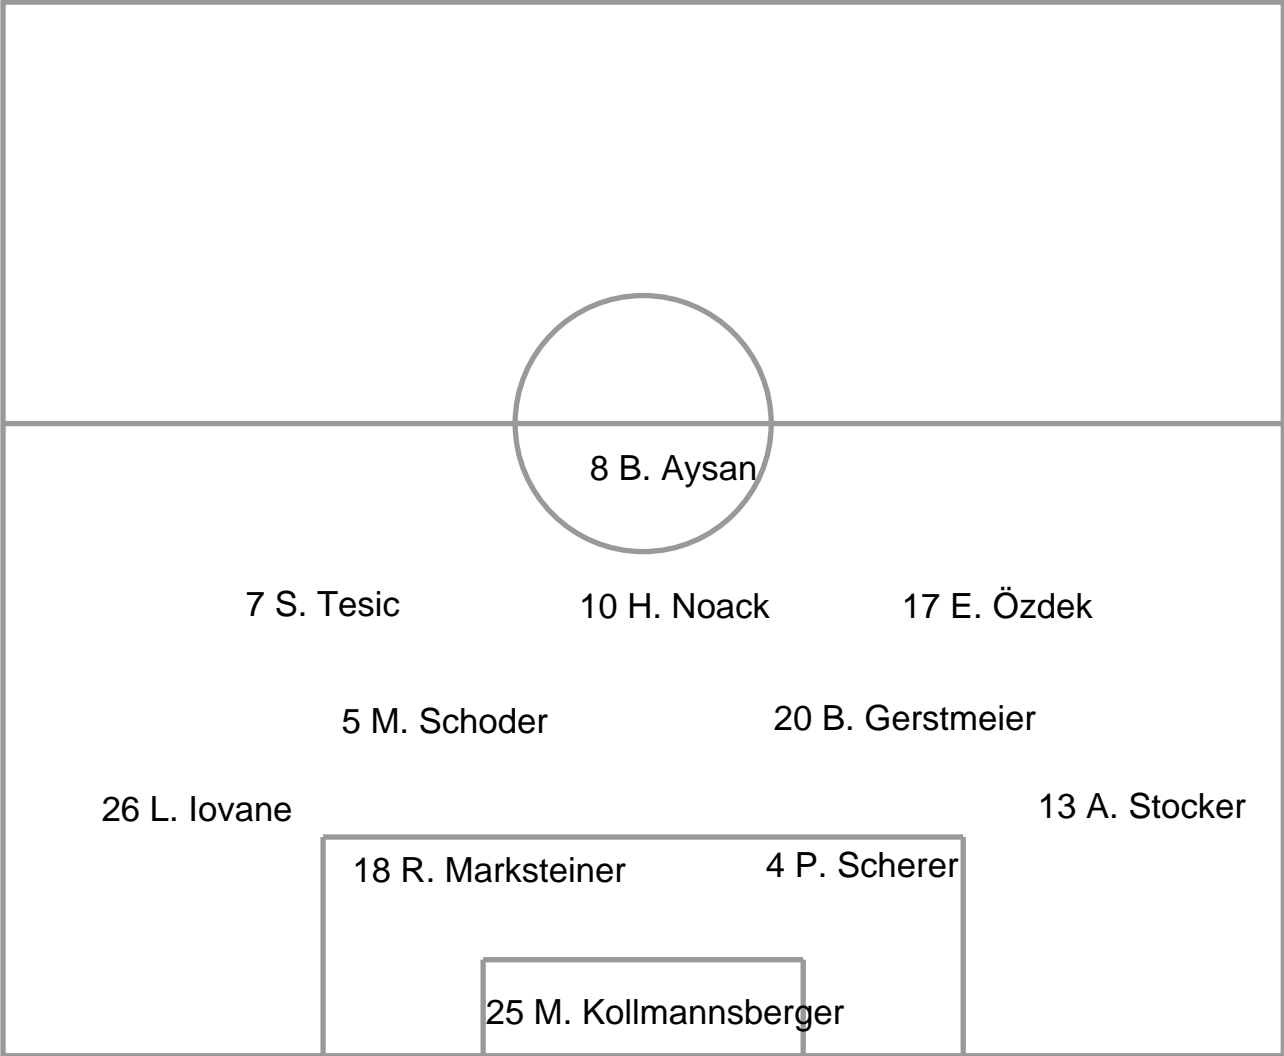 8 B. Aysan
7 S. Tesic
10 H. Noack
17 E. Özdek
5 M. Schoder
20 B. Gerstmeier
26 L. Iovane
13 A. Stocker
18 R. Marksteiner
4 P. Scherer
25 M. Kollmannsberger